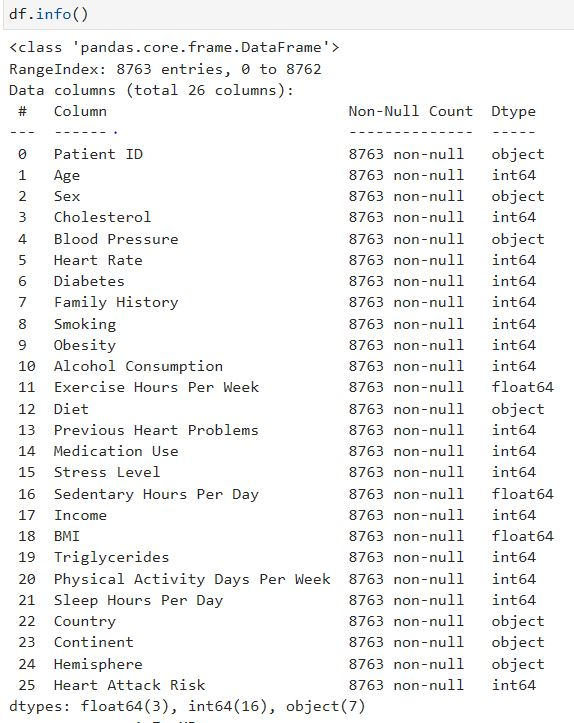 df.info()
<class 'pandas.core.frame.DataFrame'>
RangeIndex: 8763 entries, 0 to 8762
Data columns (total 26 columns):
 #   Column                           Non-Null Count  Dtype
---  ------                           --------------  -----
 0   Patient ID                       8763 non-null   object
 1   Age                              8763 non-null   int64
 2   Sex                              8763 non-null   object
 3   Cholesterol                      8763 non-null   int64
 4   Blood Pressure                   8763 non-null   object
 5   Heart Rate                       8763 non-null   int64
 6   Diabetes                         8763 non-null   int64
 7   Family History                   8763 non-null   int64
 8   Smoking                          8763 non-null   int64
 9   Obesity                          8763 non-null   int64
 10  Alcohol Consumption              8763 non-null   int64
 11  Exercise Hours Per Week          8763 non-null   float64
 12  Diet                             8763 non-null   object
 13  Previous Heart Problems          8763 non-null   int64
 14  Medication Use                   8763 non-null   int64
 15  Stress Level                     8763 non-null   int64
 16  Sedentary Hours Per Day          8763 non-null   float64
 17  Income                           8763 non-null   int64
 18  BMI                              8763 non-null   float64
 19  Triglycerides                    8763 non-null   int64
 20  Physical Activity Days Per Week  8763 non-null   int64
 21  Sleep Hours Per Day              8763 non-null   int64
 22  Country                          8763 non-null   object
 23  Continent                        8763 non-null   object
 24  Hemisphere                       8763 non-null   object
 25  Heart Attack Risk                8763 non-null   int64
dtypes: float64(3), int64(16), object(7)